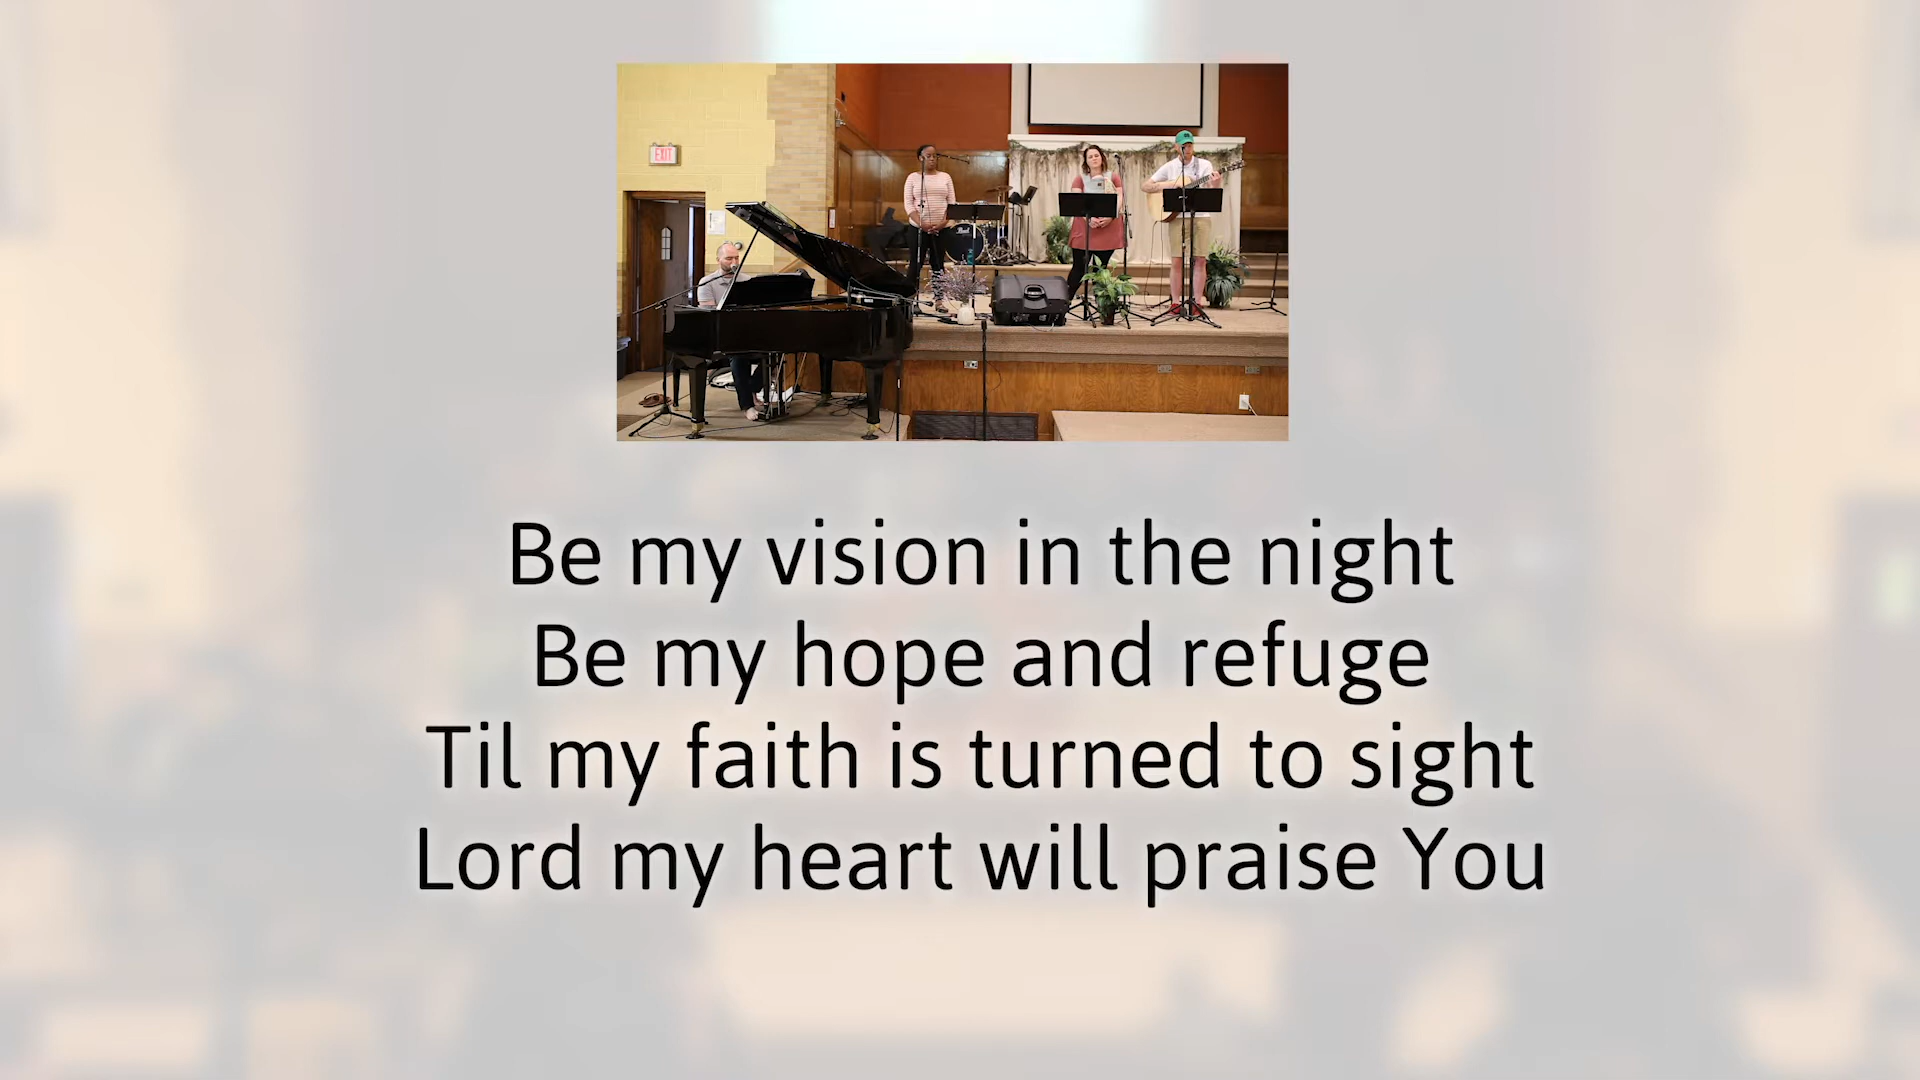 EXIT
Be my vision in the night
Be my hope and refuge
Til my faith is turned to sight
Lord my heart will praise You